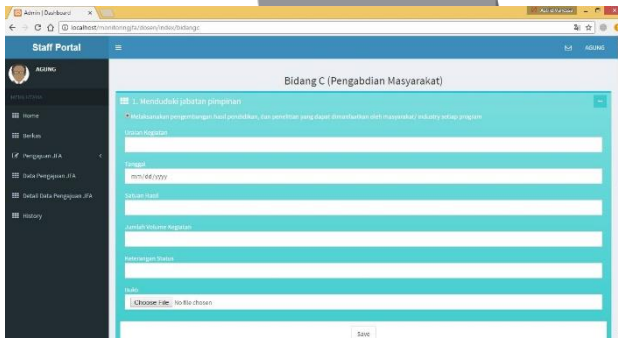 Admin | Dashboard
localhost/monitoringjfa/dosen/index/bidangc
Staff Portal
AGUNG
AGUNG
Home
Berkas
Pengajuan JFA
Data Pengajuan JFA
Detail Data Pengajuan JFA
History
Bidang C (Pengabdian Masyarakat)
1. Menduduki jabatan pimpinan
* Melaksanakan pengembangan hasil pendidikan, dan penelitian yang dapat dimanfaatkan oleh masyarakat/ industry setiap program
Uraian Kegiatan
Tanggal
mm/dd/yyyy
Satuan Hasil
Jumlah Volume Kegiatan
Keterangan Status
Bukti
Choose File No file chosen
Save